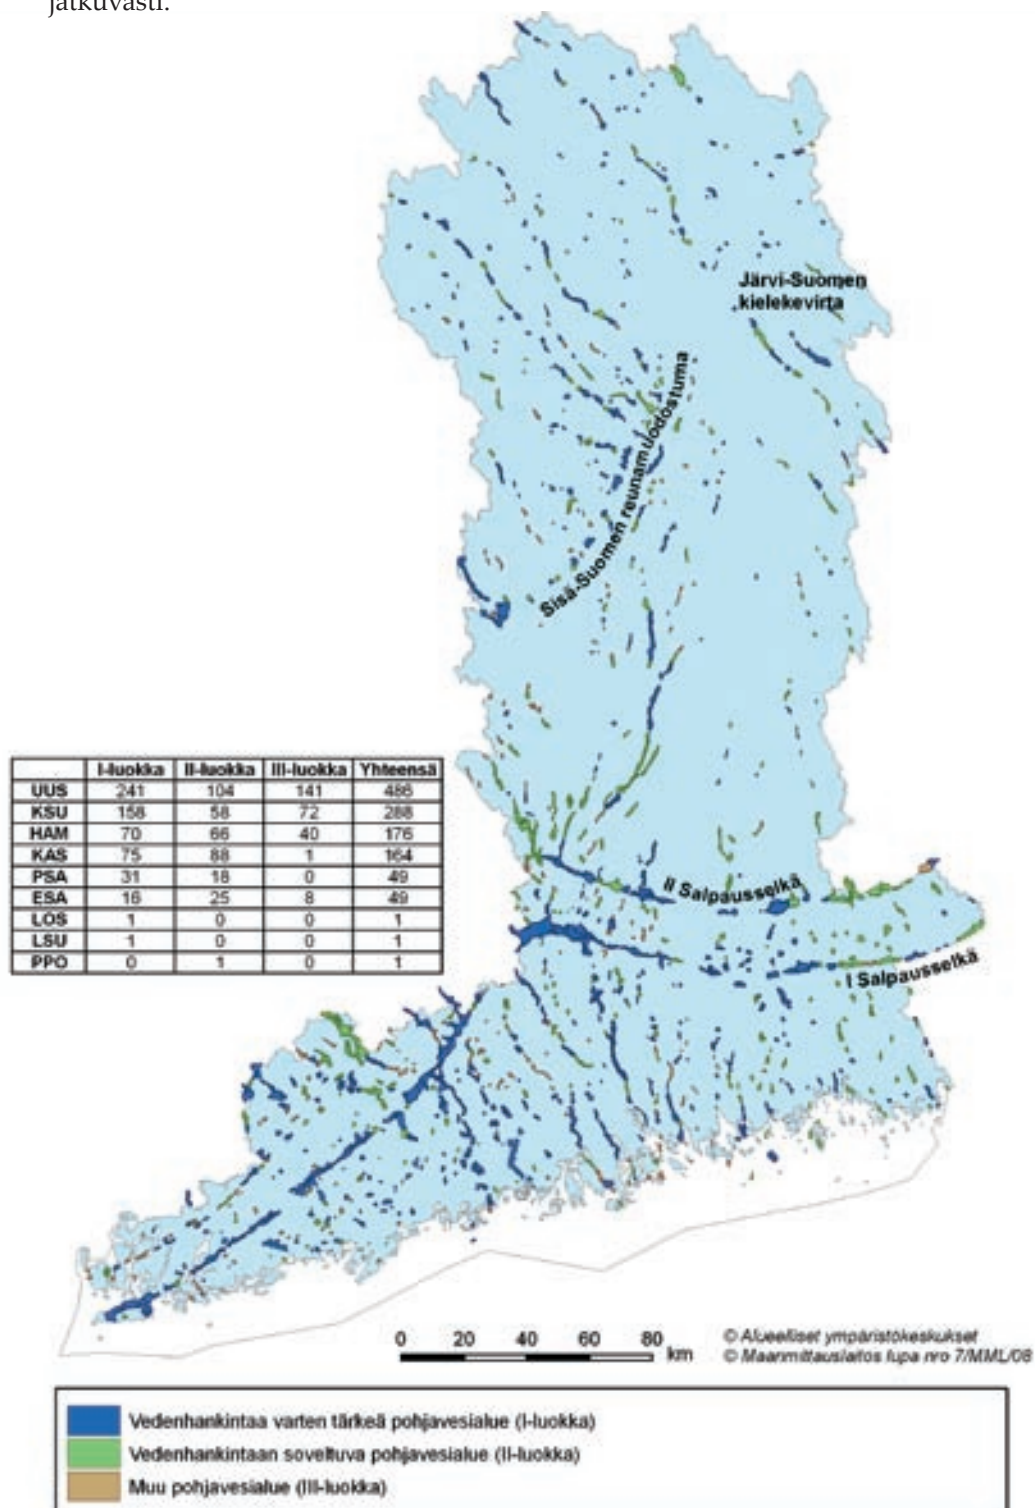 jatkuvasti.
Järvi-Suomen
kielekevirta
Sisä-Suomen reunamuodostuma
I-luokka II-luokka III-luokka Yhteensä
UUS 241 104 141 486
KSU 158 58 72 288
HAM 70 66 40 176
KAS 75 88 1 164
PSA 31 18 0 49
ESA 16 25 8 49
LOS 1 0 0 1
LSU 1 0 0 1
PPO 0 1 0 1
II Salpausselkä
I Salpausselkä
0 20 40 60 80 km
© Alueelliset ympäristökeskukset
© Maanmittauslaitos lupa nro 7/MML/08
Vedenhankintaa varten tärkeä pohjavesialue (I-luokka)
Vedenhankintaan soveltuva pohjavesialue (II-luokka)
Muu pohjavesialue (III-luokka)